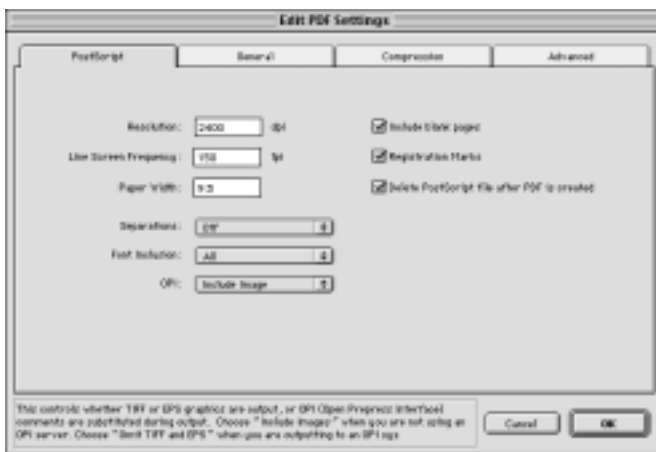 Edit PDF Settings
PostScript General Compression Advanced
Resolution: 2400 dpi
Include blank pages
Line Screen Frequency: 150 lpi
Registration Marks
Paper Width: 9.5
Delete PostScript file after PDF is created
Separations: Off
Font Inclusion: All
OPI: Include Image
This controls whether TIFF or EPS graphics are output, or OPI (Open Prepress Interface)
comments are substituted during output. Choose "Include Images" when you are not using an
OPI server. Choose "Omit TIFF and EPS" when you are outputting to an OPI sys
Cancel OK